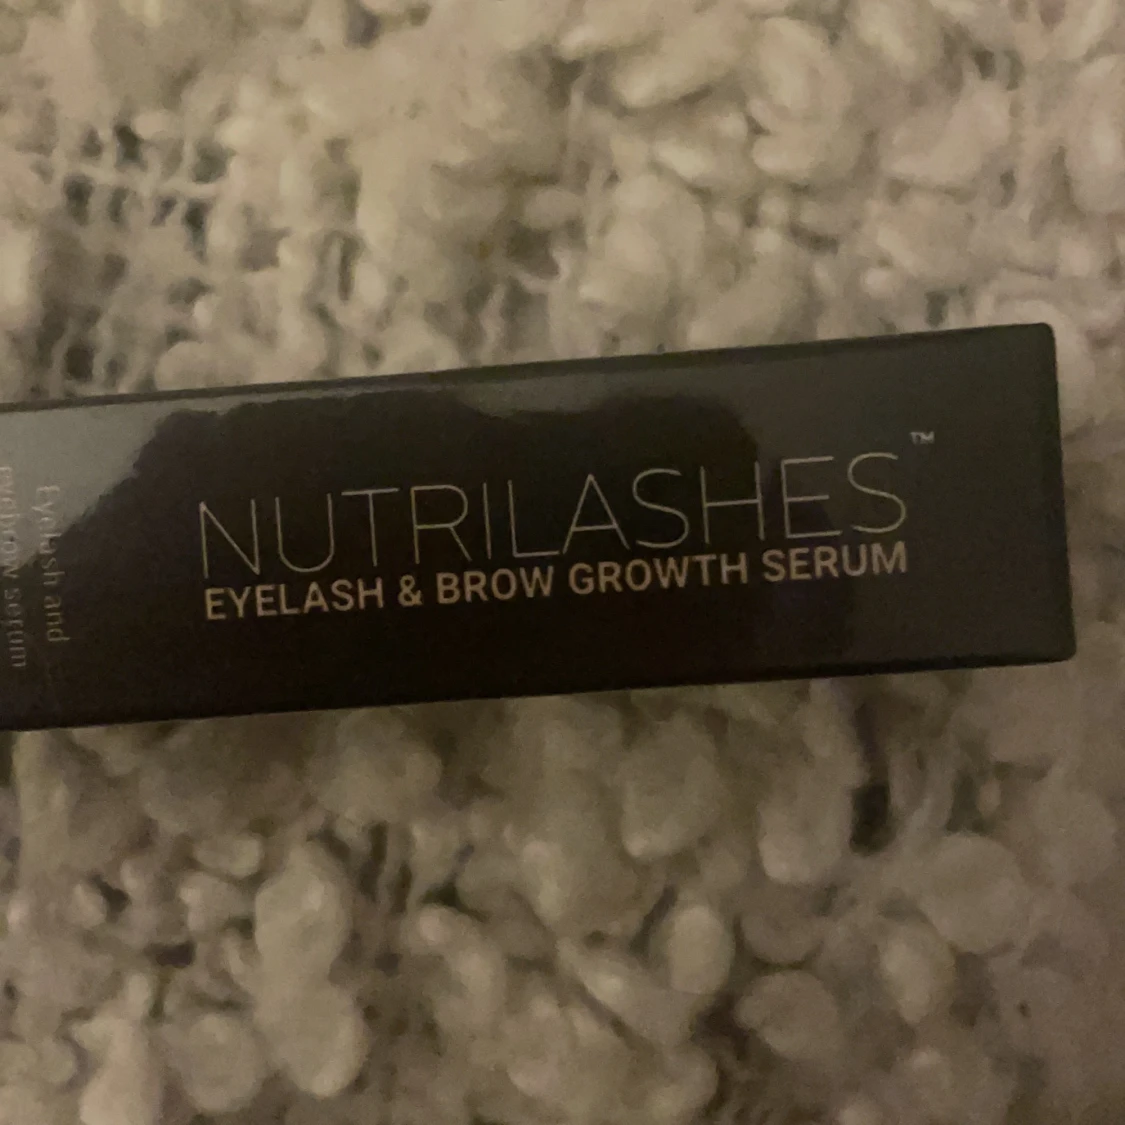 NUTRILASHES™
EYELASH & BROW GROWTH SERUM
Eyelash and
eyebrow serum